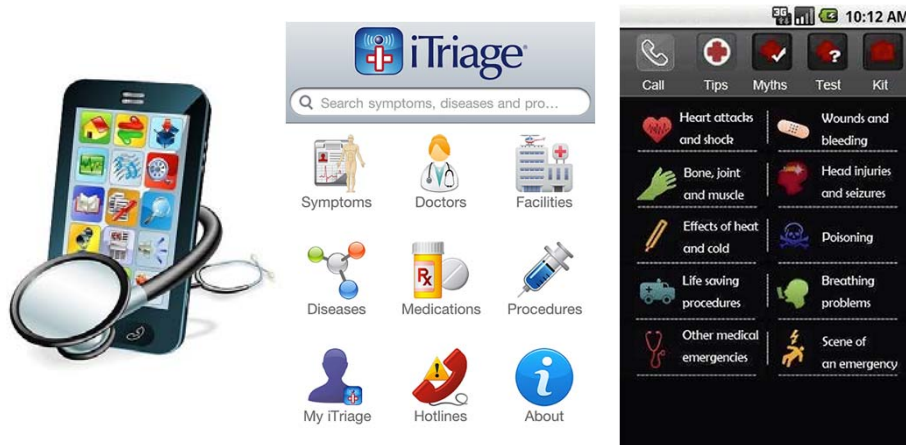 iTriage
Search symptoms, diseases and pro...
Symptoms
Doctors
Facilities
Rx
Diseases
Medications
Procedures
My iTriage
Hotlines
About
3G
10:12 AM
Call
Tips
Myths
Test
Kit
Heart attacks
and shock
Wounds and
bleeding
Bone, joint
and muscle
Head injuries
and seizures
Effects of heat
and cold
Poisoning
Life saving
procedures
Breathing
problems
Other medical
emergencies
Scene of
an emergency